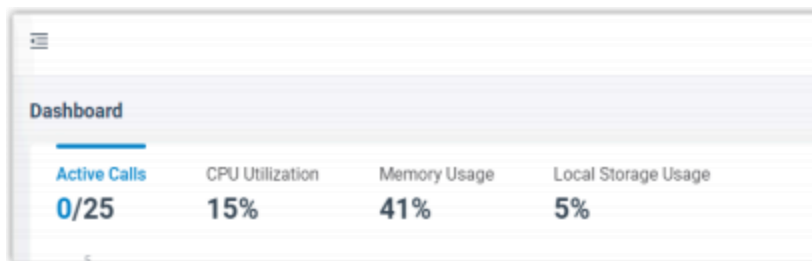 Dashboard
Active Calls CPU Utilization Memory Usage Local Storage Usage
0/25 15% 41% 5%